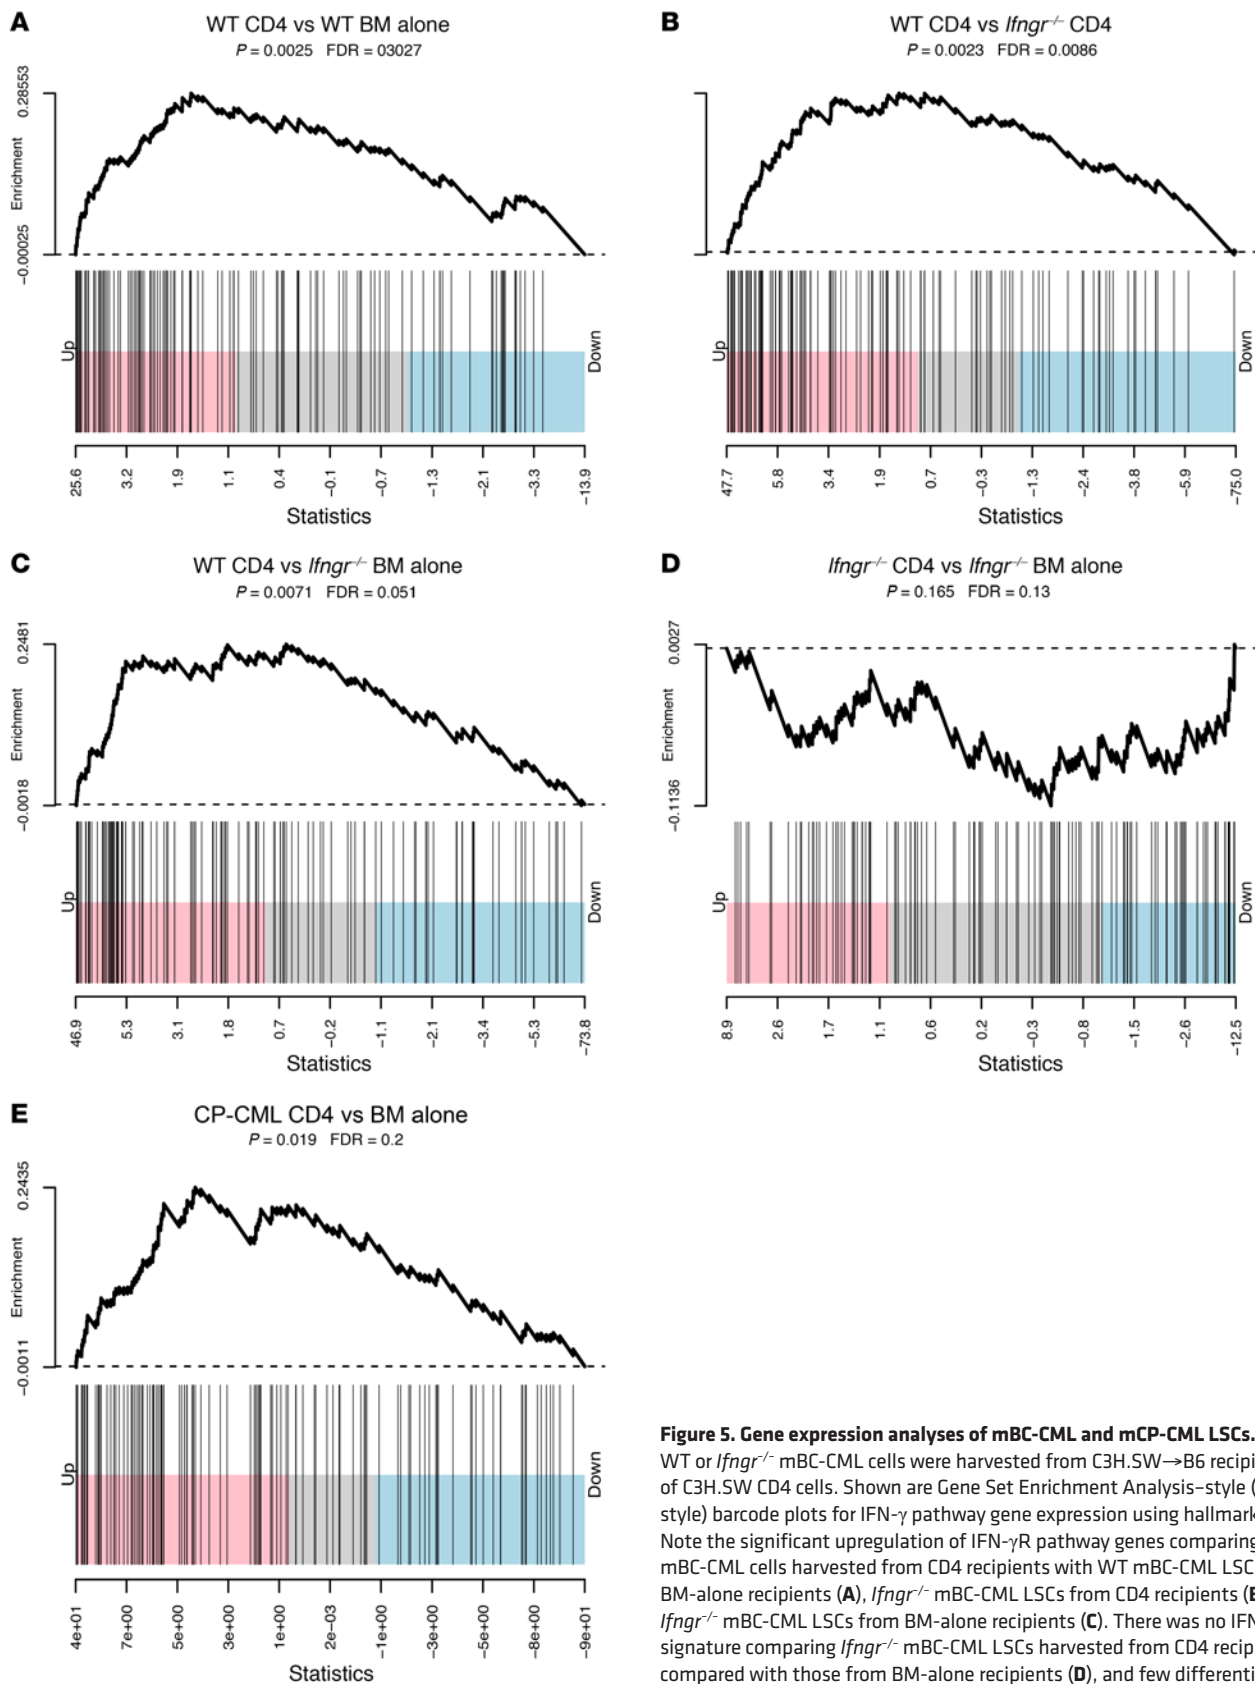 A
WT CD4 vs WT BM alone
P = 0.0025 FDR = 03027
0.28553
Enrichment
-0.00025
Up
Down
25.6 3.2 1.9 1.1 0.4 -0.1 -0.7 -1.3 -2.1 -3.3 -13.9
Statistics
B
WT CD4 vs Ifngr-/- CD4
P = 0.0023 FDR = 0.0086
Up
Down
47.7 5.8 3.4 1.9 0.7 -0.3 -1.3 -2.4 -3.8 -5.9 -75.0
Statistics
C
WT CD4 vs Ifngr-/- BM alone
P = 0.0071 FDR = 0.051
0.2481
Enrichment
-0.0018
Up
Down
46.9 5.3 3.1 1.8 0.7 -0.2 -1.1 -2.1 -3.4 -5.3 -73.8
Statistics
D
Ifngr-/- CD4 vs Ifngr-/- BM alone
P = 0.165 FDR = 0.13
0.0027
Enrichment
-0.1136
Up
Down
8.9 2.6 1.7 1.1 0.6 0.2 -0.3 -0.8 -1.5 -2.6 -12.5
Statistics
E
CP-CML CD4 vs BM alone
P = 0.019 FDR = 0.2
0.2435
Enrichment
-0.0011
Up
Down
4e+01 7e+00 5e+00 3e+00 1e+00 2e-03 -1e+00 -3e+00 -5e+00 -8e+00 -9e+01
Statistics
Figure 5. Gene expression analyses of mBC-CML and mCP-CML LSCs.
WT or Ifngr-/- mBC-CML cells were harvested from C3H.SW→B6 recipi
of C3H.SW CD4 cells. Shown are Gene Set Enrichment Analysis–style (
style) barcode plots for IFN-γ pathway gene expression using hallmark
Note the significant upregulation of IFN-γR pathway genes comparing
mBC-CML cells harvested from CD4 recipients with WT mBC-CML LSC
BM-alone recipients (A), Ifngr-/- mBC-CML LSCs from CD4 recipients (B
Ifngr-/- mBC-CML LSCs from BM-alone recipients (C). There was no IFN
signature comparing Ifngr-/- mBC-CML LSCs harvested from CD4 recip
compared with those from BM-alone recipients (D), and few differenti